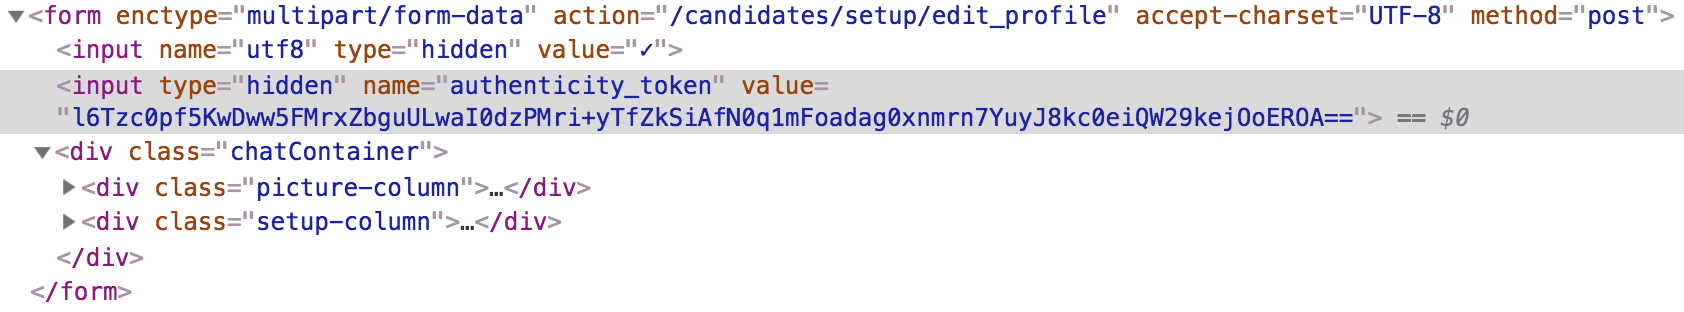 ▼<form enctype="multipart/form-data" action="/candidates/setup/edit_profile" accept-charset="UTF-8" method="post">
<input name="utf8" type="hidden" value="✓">
<input type="hidden" name="authenticity_token" value=
"l6Tzc0pf5KwDww5FMrxZbguULwaI0dzPMri+yTfZkSiAfN0q1mFoadag0xnmrn7YuyJ8kc0eiQW29kejOoEROA=="> == $0
▼<div class="chatContainer">
▶<div class="picture-column">…</div>
▶<div class="setup-column">…</div>
</div>
</form>